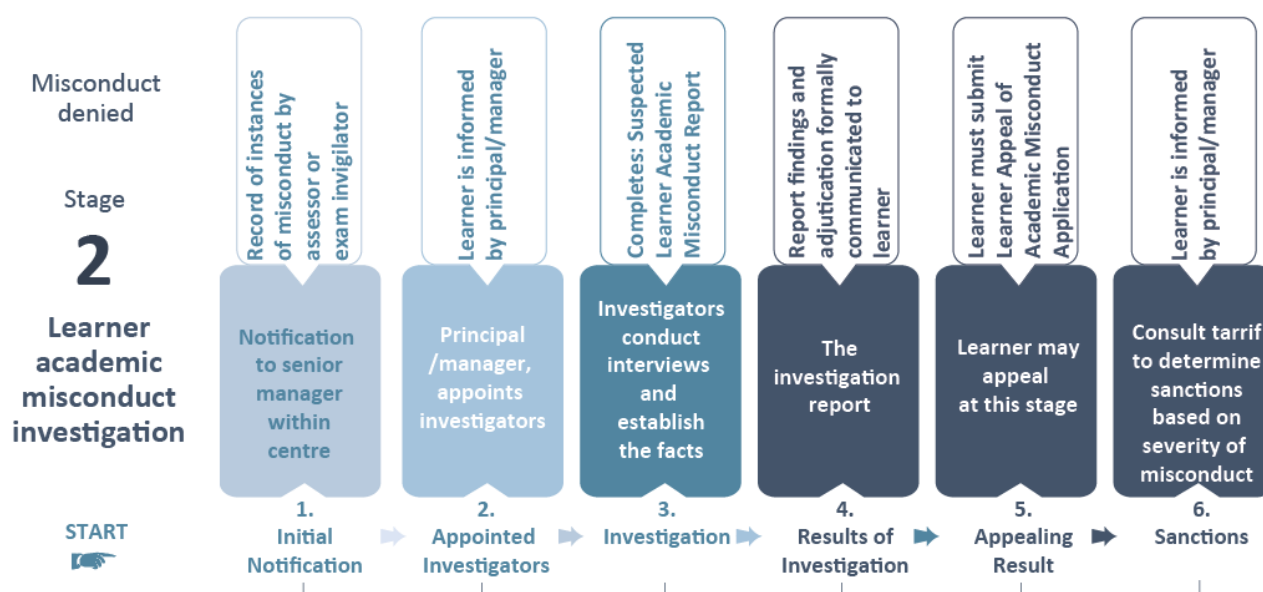 Misconduct
denied
Stage
2
Learner
academic
misconduct
investigation
START
Record of instances
of misconduct by
assessor or
exam invigilator
Notification
to senior
manager
within
centre
1.
Initial
Notification
Learner is informed
by principal/manager
Principal
/manager,
appoints
investigators
2.
Appointed
Investigators
Completes: Suspected
Learner Academic
Misconduct Report
Investigators
conduct
interviews
and
establish
the facts
3.
Investigation
Report findings and
adjutication formally
communicated to
learner
The
investigation
report
4.
Results of
Investigation
Learner must submit
Learner Appeal of
Academic Misconduct
Application
Learner may
appeal
at this stage
5.
Appealing
Result
Learner is informed
by principal/manager
Consult tarrif
to determine
sanctions
based on
severity of
misconduct
6.
Sanctions